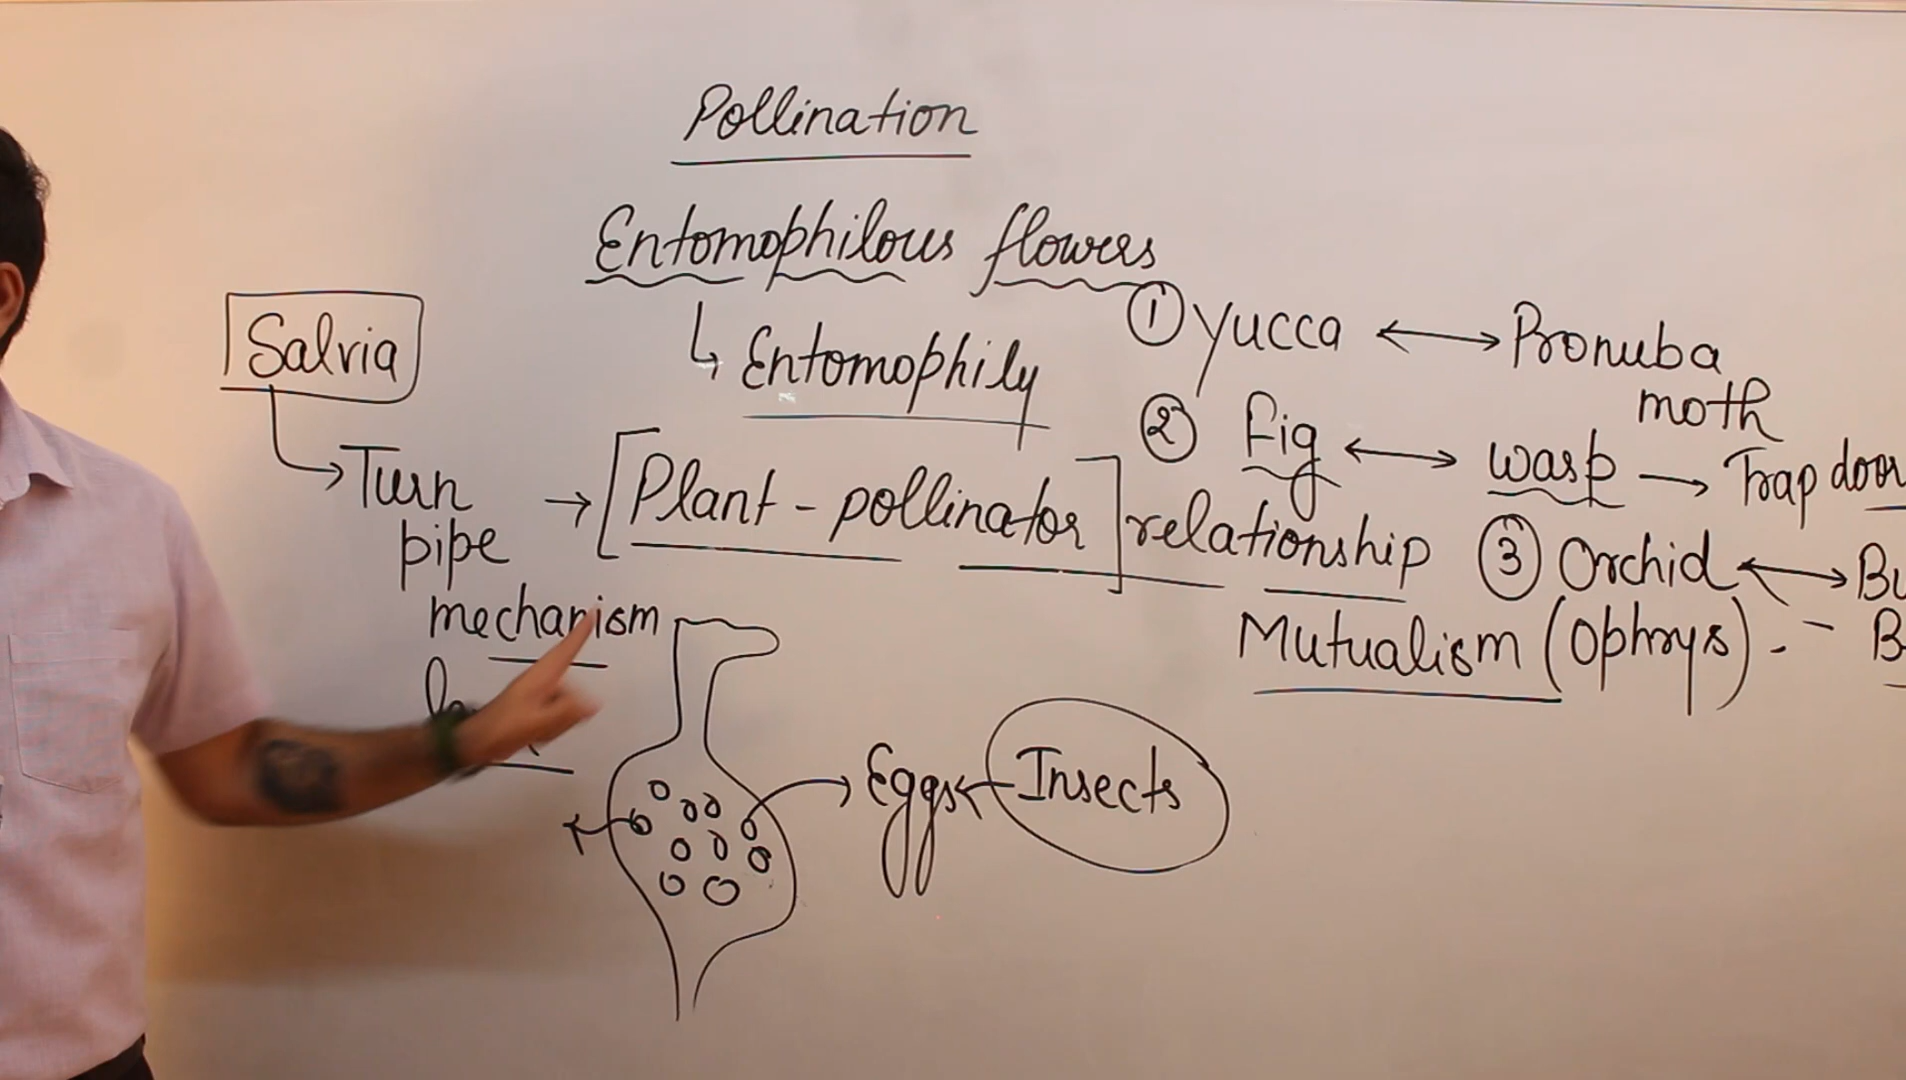 Pollination
Entomophilous flowers
Entomophily
Salvia
Turn
pipe
mechanism
[Plant - pollinator] relationship
① Yucca ↔ Pronuba
moth
② Fig ↔ wasp → Trap door
③ Orchid ↔
Mutualism (Ophrys) -
Eggs ← Insects